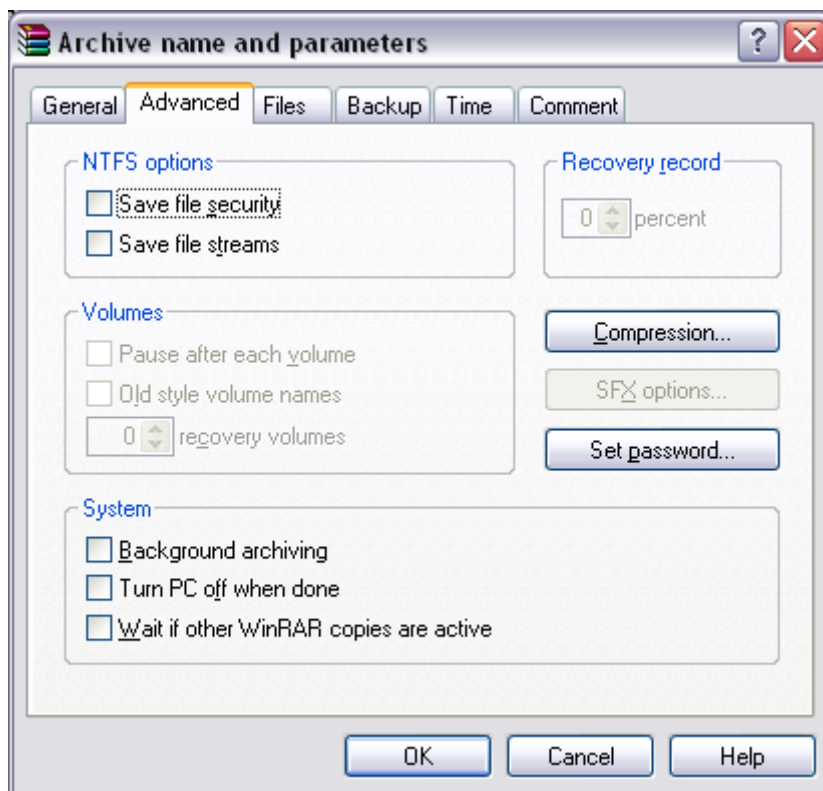 Archive name and parameters
General Advanced Files Backup Time Comment
NTFS options
Save file security
Save file streams
Recovery record
0 percent
Volumes
Pause after each volume
Old style volume names
0 recovery volumes
Compression...
SFX options...
Set password...
System
Background archiving
Turn PC off when done
Wait if other WinRAR copies are active
OK Cancel Help